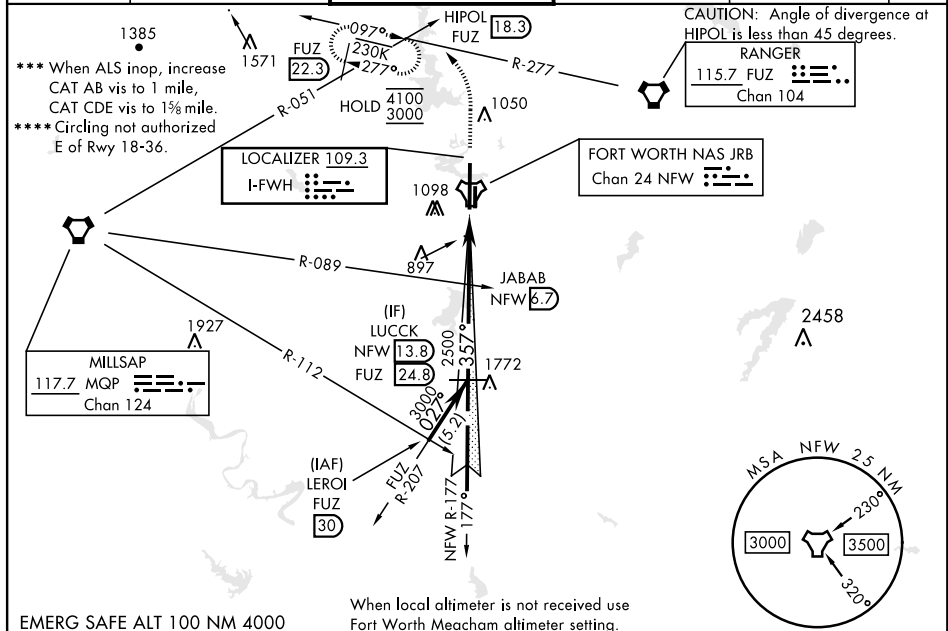 1385
1571
*** When ALS inop, increase
CAT AB vis to 1 mile,
CAT CDE vis to 1⅝ mile.
**** Circling not authorized
E of Rwy 18-36.
FUZ
22.3
097°
230K
277°
HOLD
4100
3000
HIPOL
FUZ 18.3
R-277
R-051
1050
CAUTION: Angle of divergence at
HIPOL is less than 45 degrees.
RANGER
115.7 FUZ
Chan 104
LOCALIZER 109.3
I-FWH
FORT WORTH NAS JRB
Chan 24 NFW
1098
897
R-089
JABAB
NFW 6.7
(IF)
LUCCK
NFW 13.8
FUZ 24.8
2500
357°
1772
2458
1927
R-112
MILLSAP
117.7 MQP
Chan 124
3000
027°
(5.2)
(IAF)
LEROI
FUZ
30
FUZ
R-207
NFW R-177
177°
MSA NFW 25 NM
230°
3000
3500
320°
EMERG SAFE ALT 100 NM 4000
When local altimeter is not received use
Fort Worth Meacham altimeter setting.